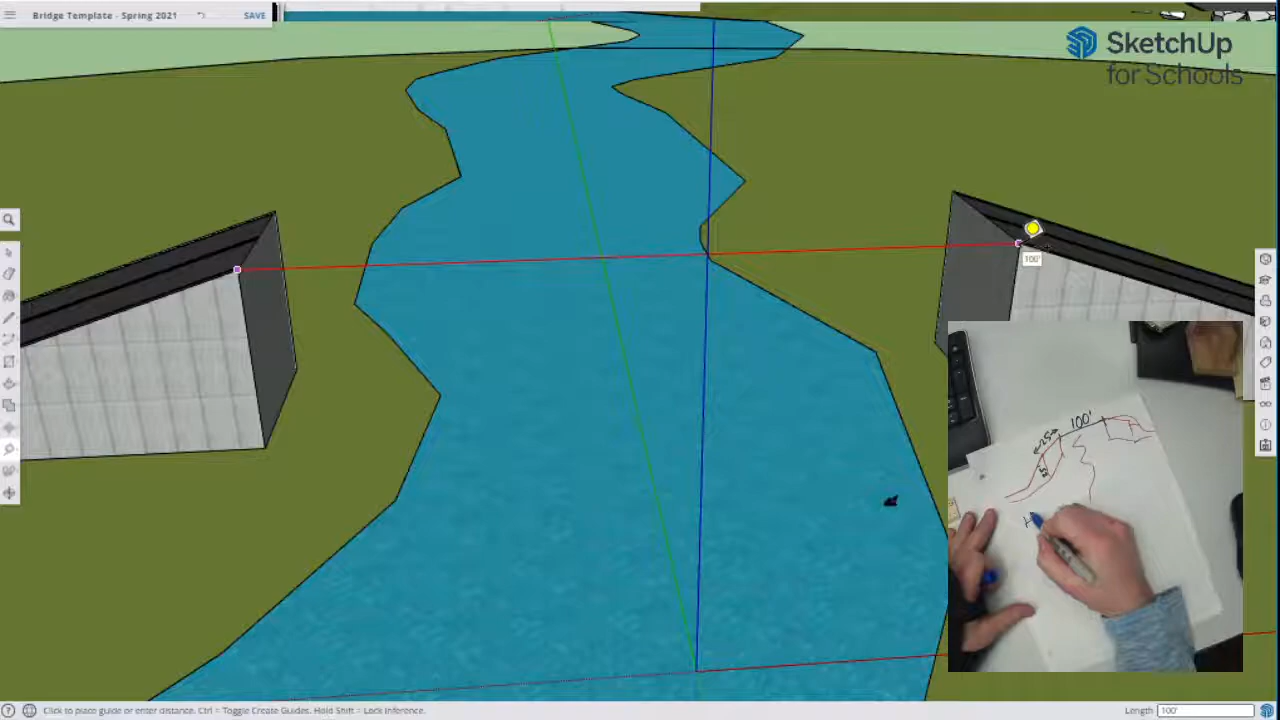 Bridge Template - Spring 2021 SAVE
SketchUp
for Schools
100'
100'
25
Click to place guide or enter distance. Ctrl = Toggle Create Guides. Hold Shift = Lock Inference.
Length 100'